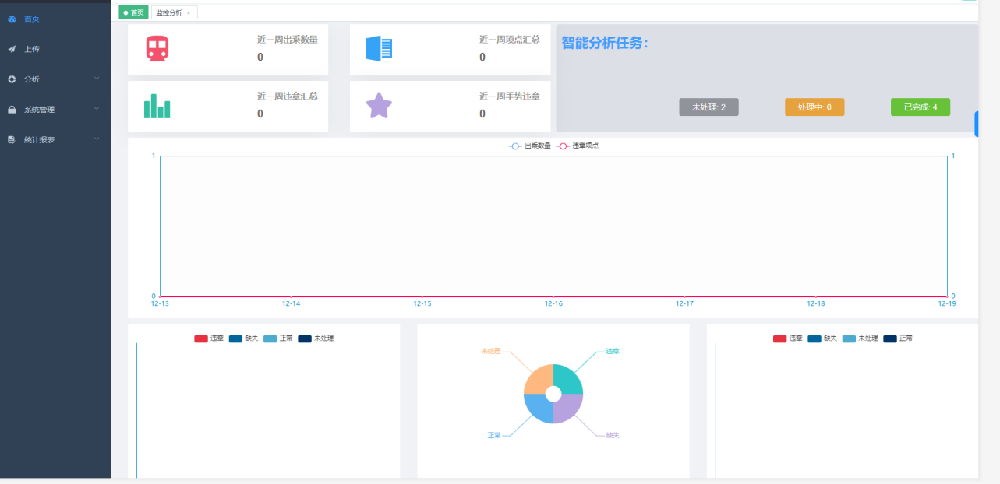 首页
上传
分析
系统管理
统计报表
首页
监控分析 ×
近一周出乘数量
0
近一周项点汇总
0
近一周违章汇总
0
近一周手势违章
0
智能分析任务：
未处理: 2
处理中: 0
已完成: 4
出乘数量 违章项点
1 1
0 0
12-13 12-14 12-15 12-16 12-17 12-18 12-19
违章 缺失 正常 未处理
未处理 违章
正常 缺失
违章 缺失 未处理 正常